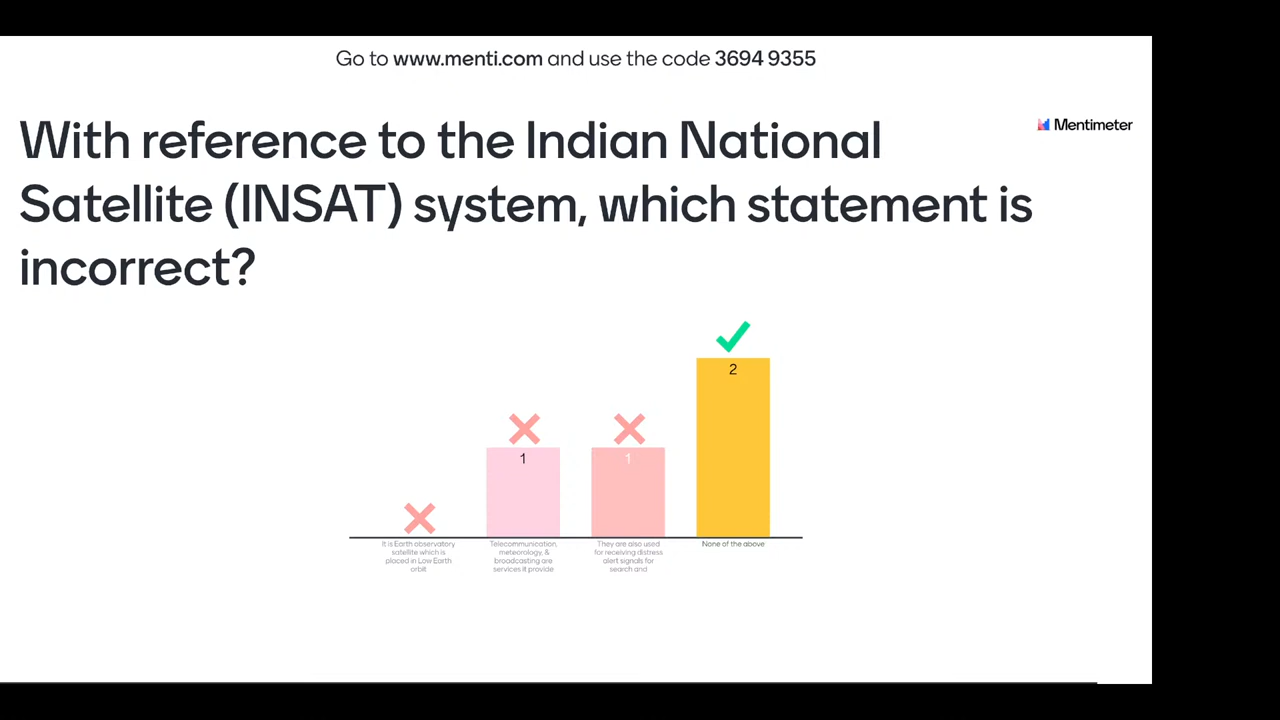 Go to www.menti.com and use the code 3694 9355
Mentimeter
With reference to the Indian National
Satellite (INSAT) system, which statement is
incorrect?
2
1
1
It is Earth observatory
satellite which is
placed in Low Earth
orbit
Telecommunication,
meteorology, &
broadcasting are
services it provide
They are also used
for receiving distress
alert signals for
search and
None of the above